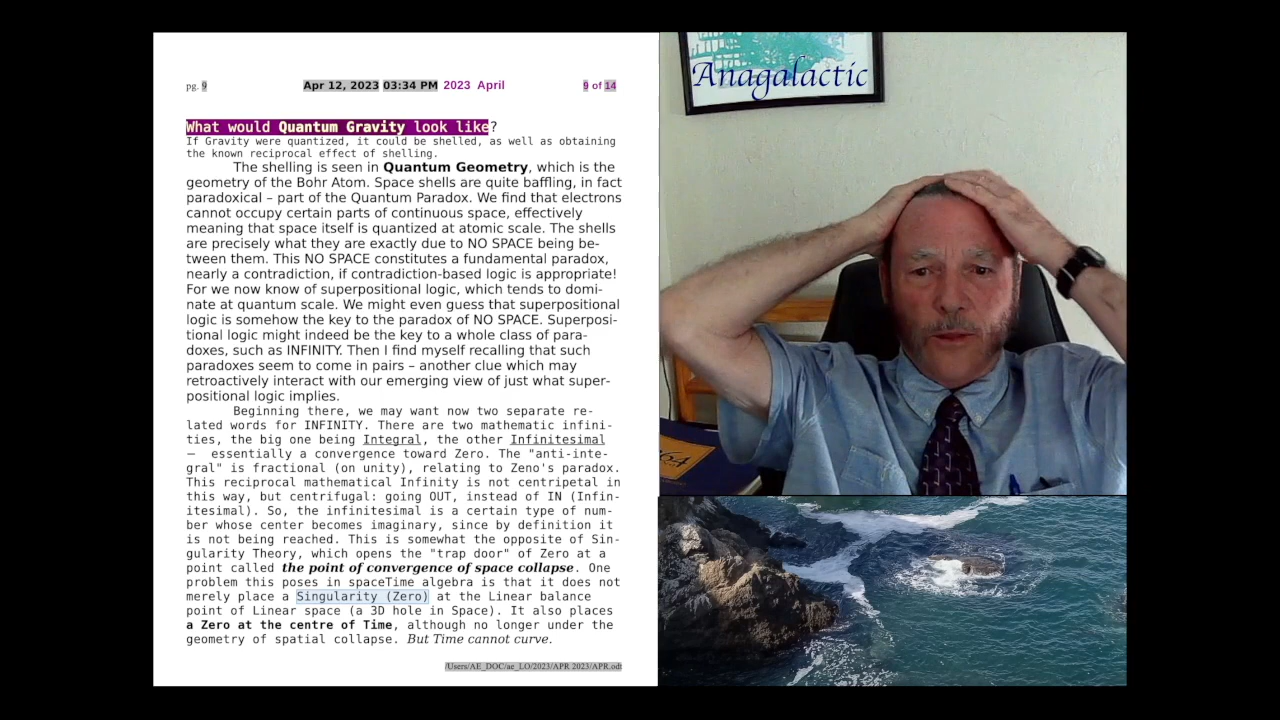 pg. 9 Apr 12, 2023 03:34 PM 2023 April 9 of 14
What would Quantum Gravity look like?
If Gravity were quantized, it could be shelled, as well as obtaining
the known reciprocal effect of shelling.
The shelling is seen in Quantum Geometry, which is the
geometry of the Bohr Atom. Space shells are quite baffling, in fact
paradoxical – part of the Quantum Paradox. We find that electrons
cannot occupy certain parts of continuous space, effectively
meaning that space itself is quantized at atomic scale. The shells
are precisely what they are exactly due to NO SPACE being be-
tween them. This NO SPACE constitutes a fundamental paradox,
nearly a contradiction, if contradiction-based logic is appropriate!
For we now know of superpositional logic, which tends to domi-
nate at quantum scale. We might even guess that superpositional
logic is somehow the key to the paradox of NO SPACE. Superposi-
tional logic might indeed be the key to a whole class of para-
doxes, such as INFINITY. Then I find myself recalling that such
paradoxes seem to come in pairs – another clue which may
retroactively interact with our emerging view of just what super-
positional logic implies.
Beginning there, we may want now two separate re-
lated words for INFINITY. There are two mathematic infini-
ties, the big one being Integral, the other Infinitesimal
— essentially a convergence toward Zero. The "anti-inte-
gral" is fractional (on unity), relating to Zeno's paradox.
This reciprocal mathematical Infinity is not centripetal in
this way, but centrifugal: going OUT, instead of IN (Infin-
itesimal). So, the infinitesimal is a certain type of num-
ber whose center becomes imaginary, since by definition it
is not being reached. This is somewhat the opposite of Sin-
gularity Theory, which opens the "trap door" of Zero at a
point called the point of convergence of space collapse. One
problem this poses in spaceTime algebra is that it does not
merely place a Singularity (Zero) at the Linear balance
point of Linear space (a 3D hole in Space). It also places
a Zero at the centre of Time, although no longer under the
geometry of spatial collapse. But Time cannot curve.
/Users/AE_DOC/ae_LO/2023/APR 2023/APR.odt
Anagalactic
64